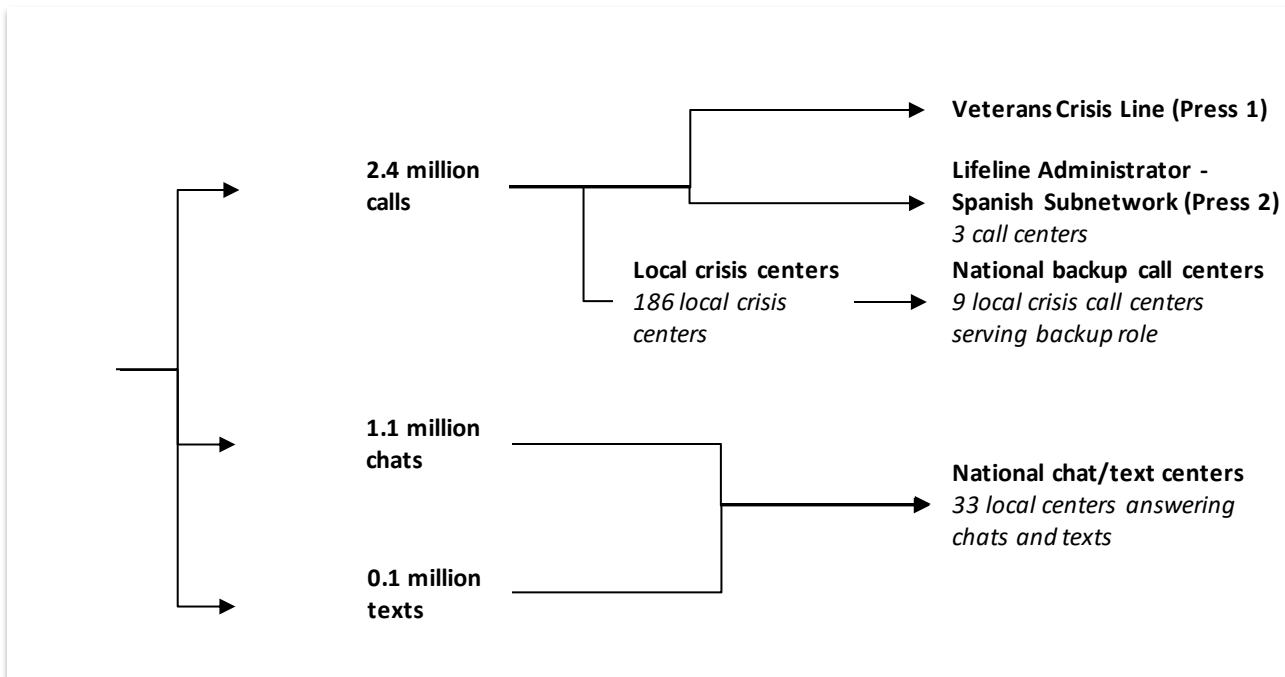 Veterans Crisis Line (Press 1)
2.4 million
calls
Lifeline Administrator -
Spanish Subnetwork (Press 2)
3 call centers
Local crisis centers
186 local crisis
centers
National backup call centers
9 local crisis call centers
serving backup role
1.1 million
chats
National chat/text centers
33 local centers answering
chats and texts
0.1 million
texts